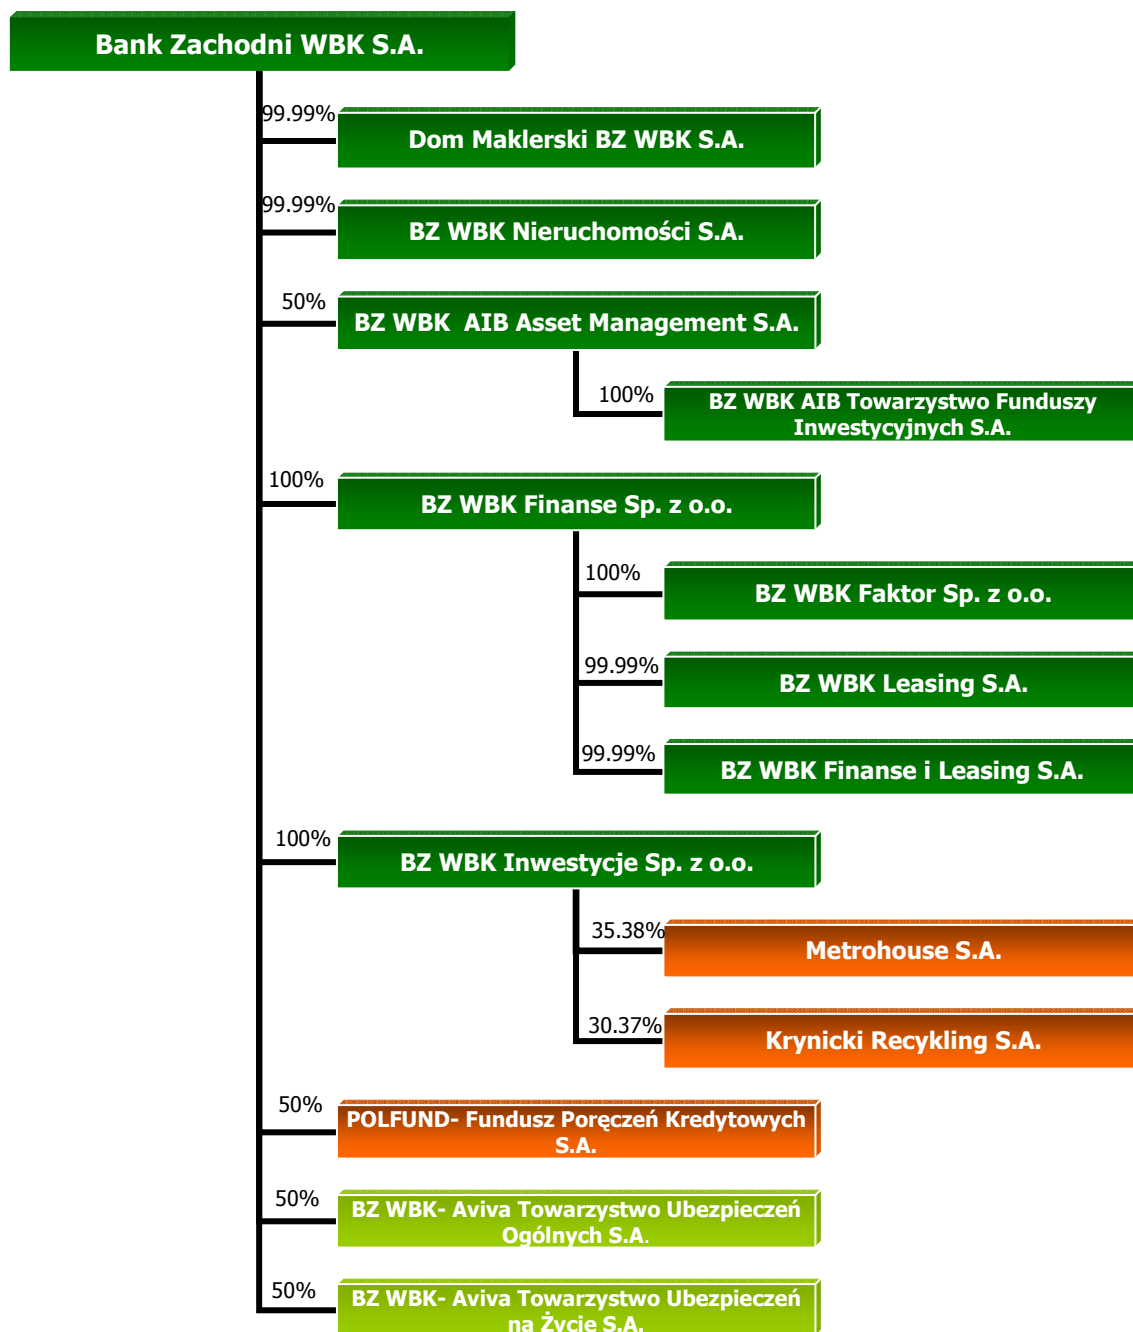 Bank Zachodni WBK S.A.
99.99%
Dom Maklerski BZ WBK S.A.
99.99%
BZ WBK Nieruchomości S.A.
50%
BZ WBK AIB Asset Management S.A.
100%
BZ WBK AIB Towarzystwo Funduszy
Inwestycyjnych S.A.
100%
BZ WBK Finanse Sp. z o.o.
100%
BZ WBK Faktor Sp. z o.o.
99.99%
BZ WBK Leasing S.A.
99.99%
BZ WBK Finanse i Leasing S.A.
100%
BZ WBK Inwestycje Sp. z o.o.
35.38%
Metrohouse S.A.
30.37%
Krynicki Recykling S.A.
50%
POLFUND- Fundusz Poręczeń Kredytowych
S.A.
50%
BZ WBK- Aviva Towarzystwo Ubezpieczeń
Ogólnych S.A.
50%
BZ WBK- Aviva Towarzystwo Ubezpieczeń
na Życie S.A.